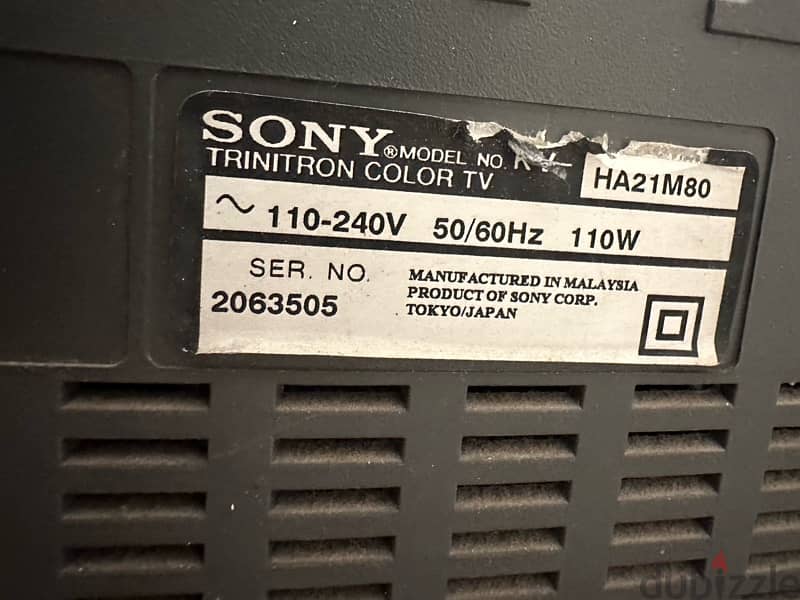 SONY
® MODEL NO. KV- HA21M80
TRINITRON COLOR TV
~ 110-240V 50/60Hz 110W
SER. NO.
2063505
MANUFACTURED IN MALAYSIA
PRODUCT OF SONY CORP.
TOKYO/JAPAN
dubizzle